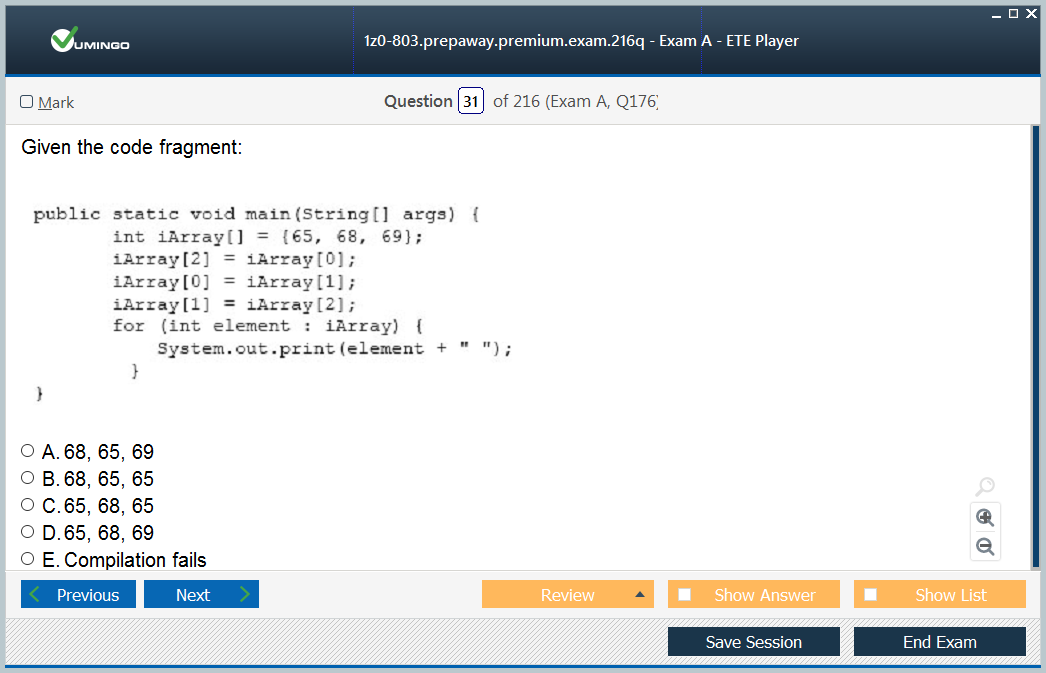 VUMINGO
1z0-803.prepaway.premium.exam.216q - Exam A - ETE Player
Mark
Question 31 of 216 (Exam A, Q176)
Given the code fragment:
public static void main(String[] args) {
int iArray[] = {65, 68, 69};
iArray[2] = iArray[0];
iArray[0] = iArray[1];
iArray[1] = iArray[2];
for (int element : iArray) {
System.out.print(element + " ");
}
}
A. 68, 65, 69
B. 68, 65, 65
C. 65, 68, 65
D. 65, 68, 69
E. Compilation fails
Previous Next Review Show Answer Show List
Save Session End Exam